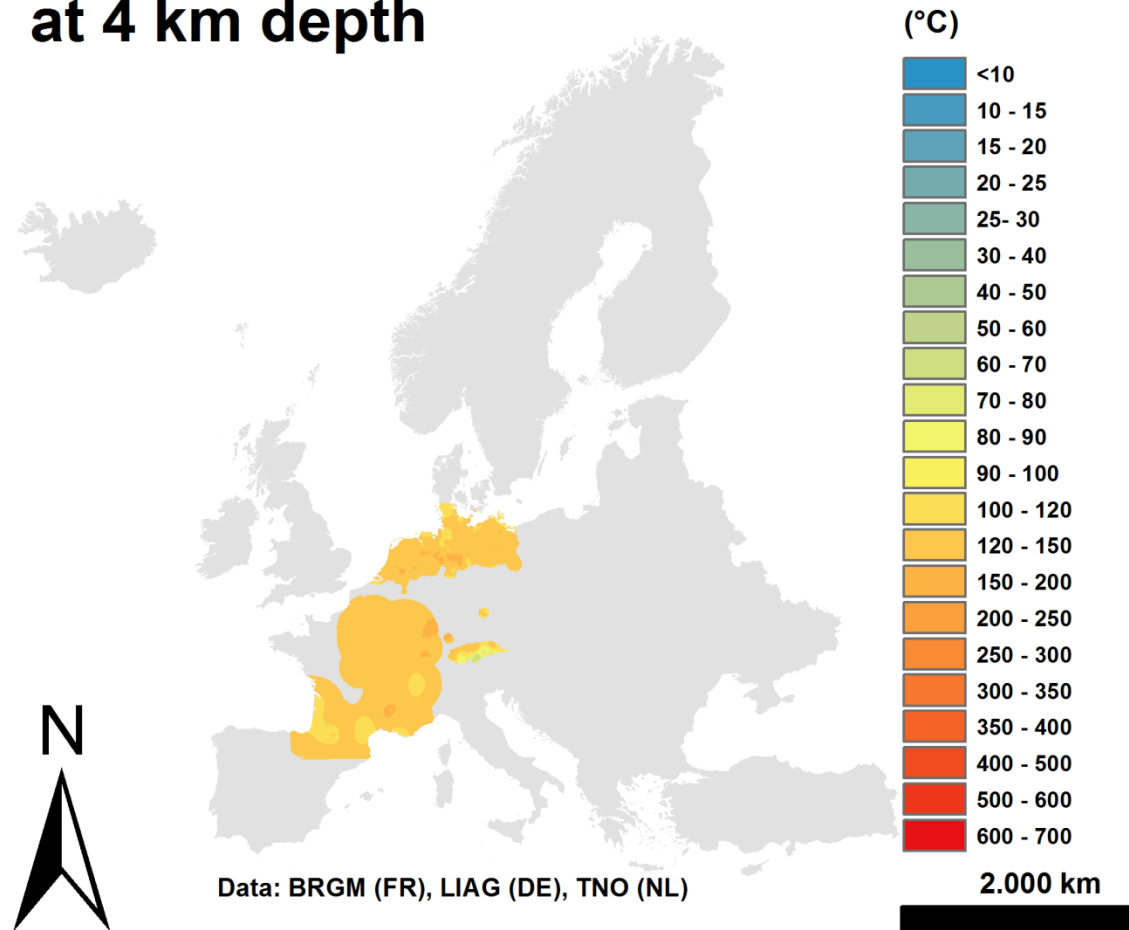 at 4 km depth
(°C)
<10
10 - 15
15 - 20
20 - 25
25- 30
30 - 40
40 - 50
50 - 60
60 - 70
70 - 80
80 - 90
90 - 100
100 - 120
120 - 150
150 - 200
200 - 250
250 - 300
300 - 350
350 - 400
400 - 500
500 - 600
600 - 700
N
Data: BRGM (FR), LIAG (DE), TNO (NL)
2.000 km